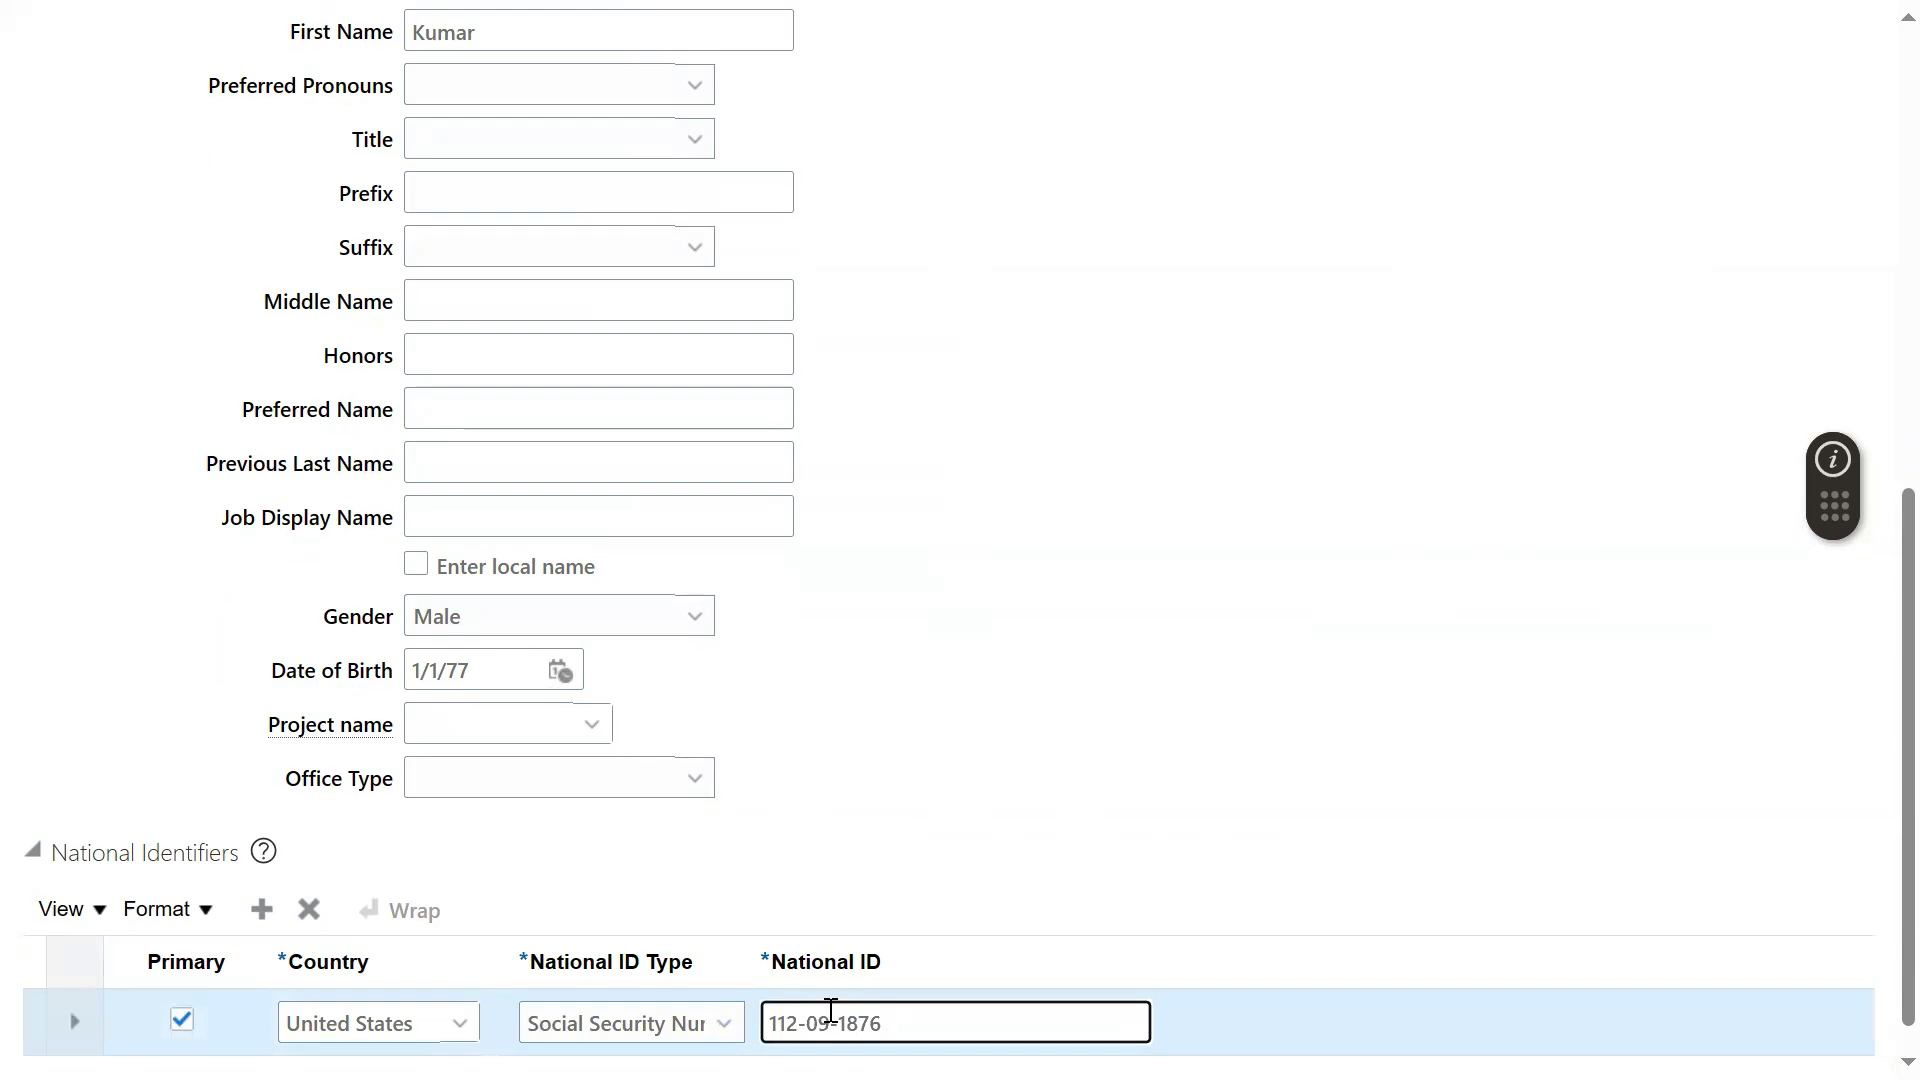 First Name Kumar
Preferred Pronouns
Title
Prefix
Suffix
Middle Name
Honors
Preferred Name
Previous Last Name
Job Display Name
Enter local name
Gender Male
Date of Birth 1/1/77
Project name
Office Type
National Identifiers ?
View Format Wrap
Primary *Country *National ID Type *National ID
United States Social Security Nur 112-09-1876